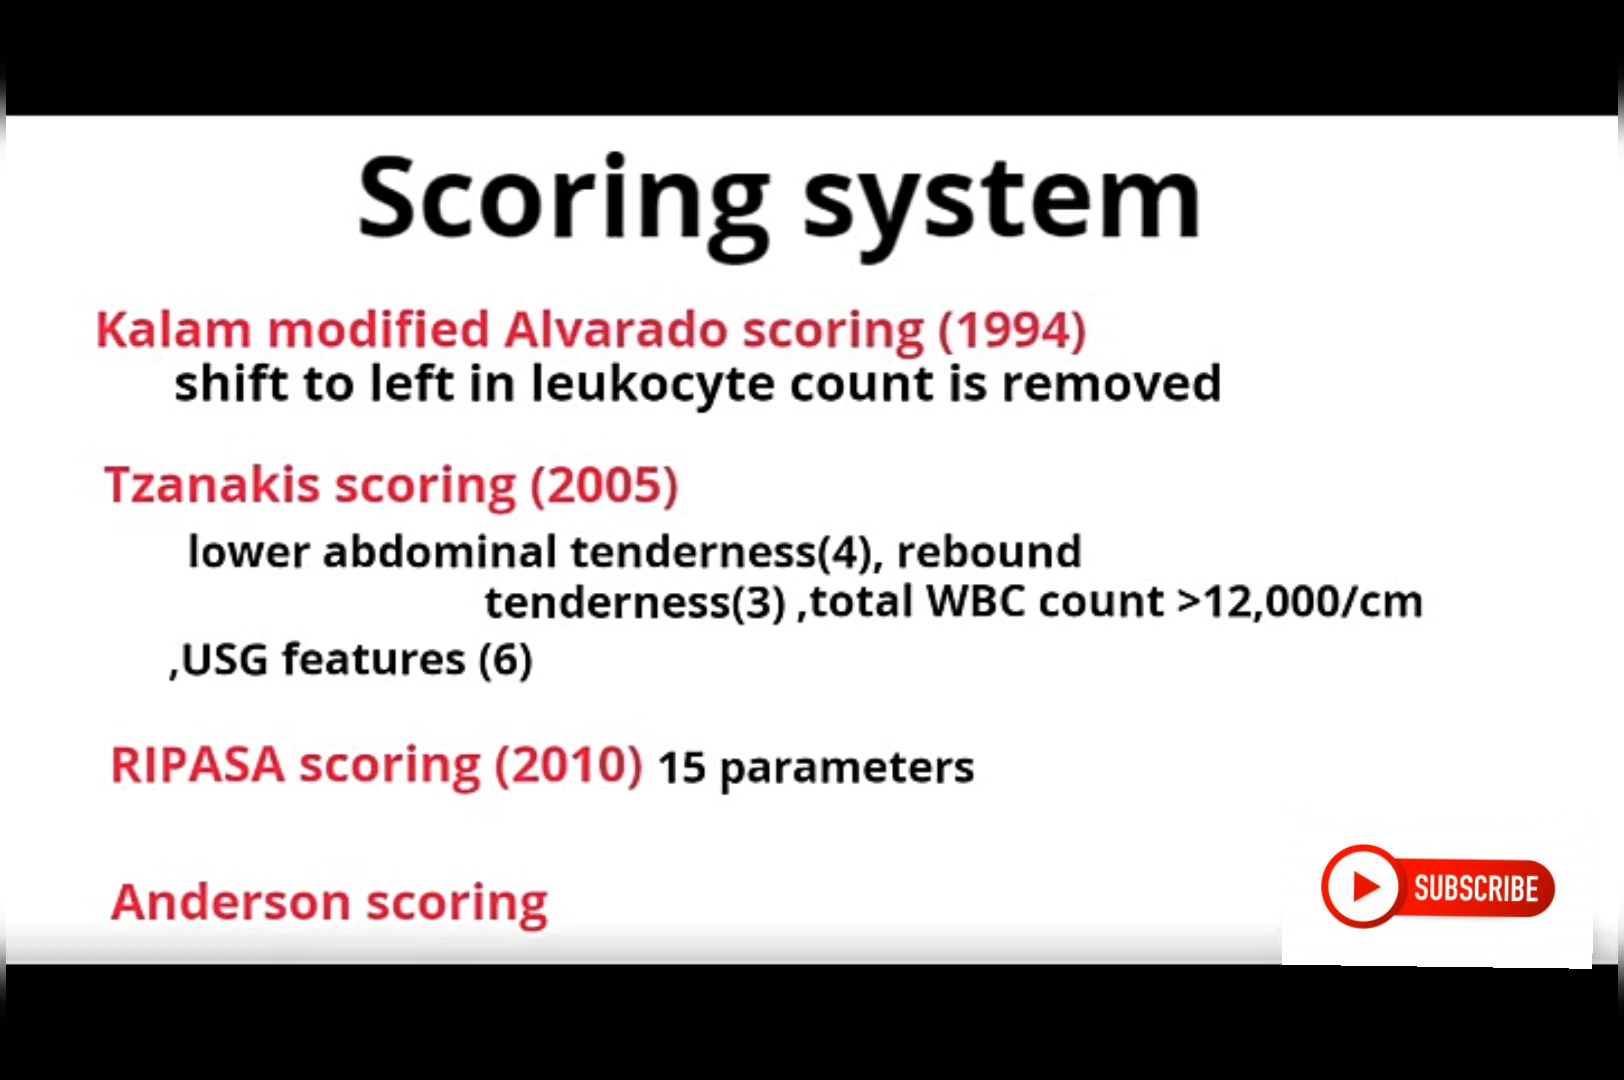 Scoring system
Kalam modified Alvarado scoring (1994)
shift to left in leukocyte count is removed
Tzanakis scoring (2005)
lower abdominal tenderness(4), rebound
tenderness(3) ,total WBC count >12,000/cm
,USG features (6)
RIPASA scoring (2010) 15 parameters
Anderson scoring
SUBSCRIBE